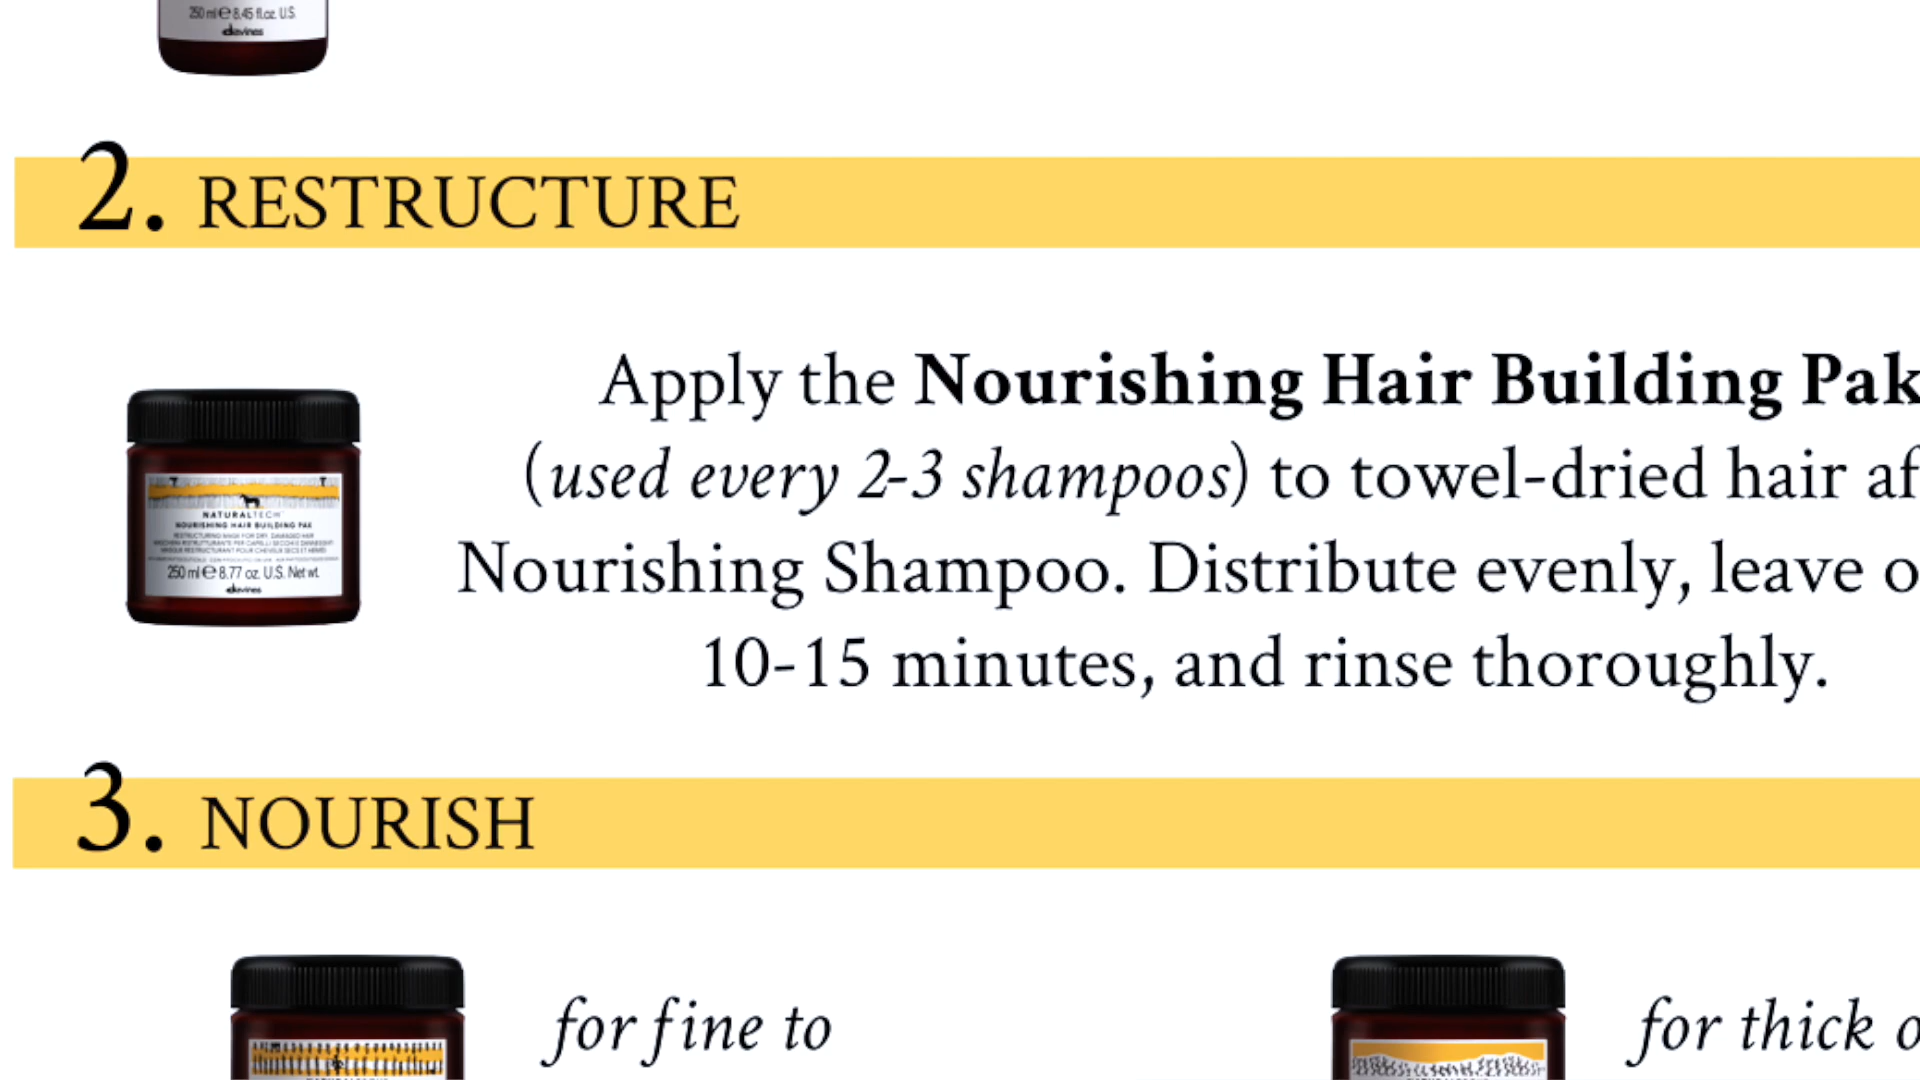 250 ml e 8.45 fl.oz. U.S.
davines
2. RESTRUCTURE
Apply the Nourishing Hair Building Pak
(used every 2-3 shampoos) to towel-dried hair af
Nourishing Shampoo. Distribute evenly, leave o
10-15 minutes, and rinse thoroughly.
NATURALTECH
NOURISHING HAIR BUILDING PAK
250 ml e 8.77 oz. U.S. Net wt.
davines
3. NOURISH
for fine to
for thick o